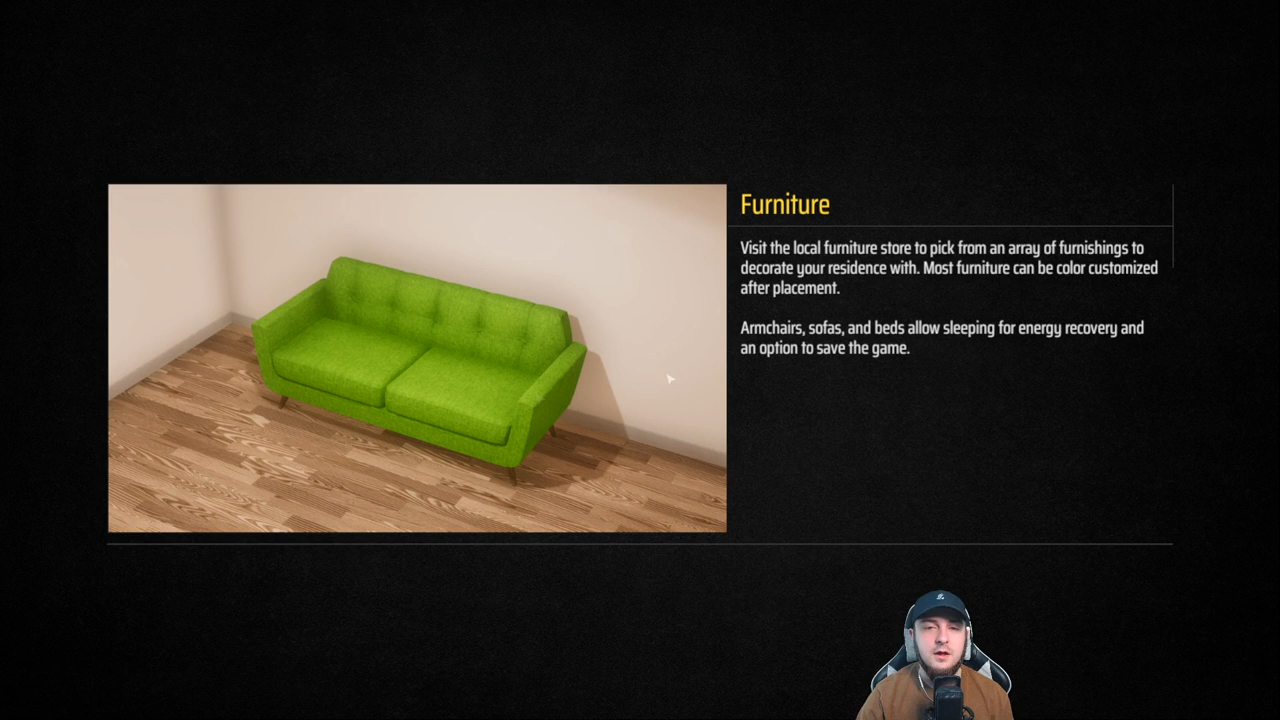 Furniture
Visit the local furniture store to pick from an array of furnishings to
decorate your residence with. Most furniture can be color customized
after placement.
Armchairs, sofas, and beds allow sleeping for energy recovery and
an option to save the game.